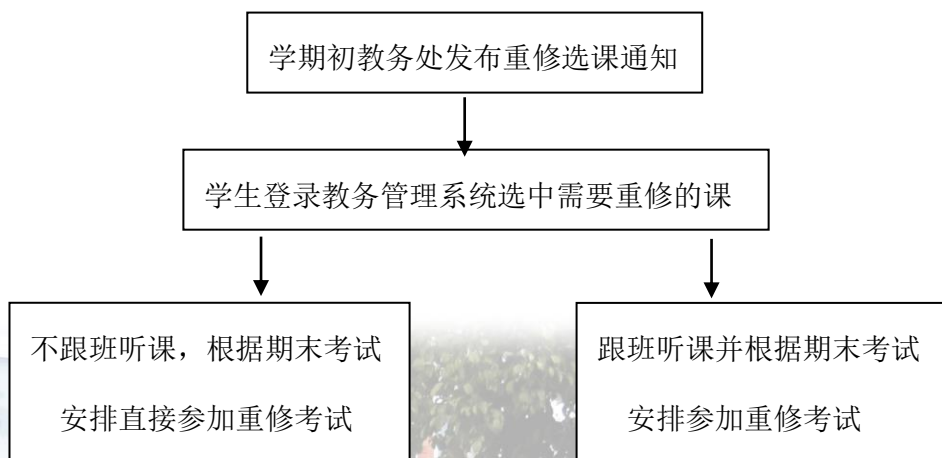 学期初教务处发布重修选课通知
学生登录教务管理系统选中需要重修的课
不跟班听课，根据期末考试
安排直接参加重修考试
跟班听课并根据期末考试
安排参加重修考试